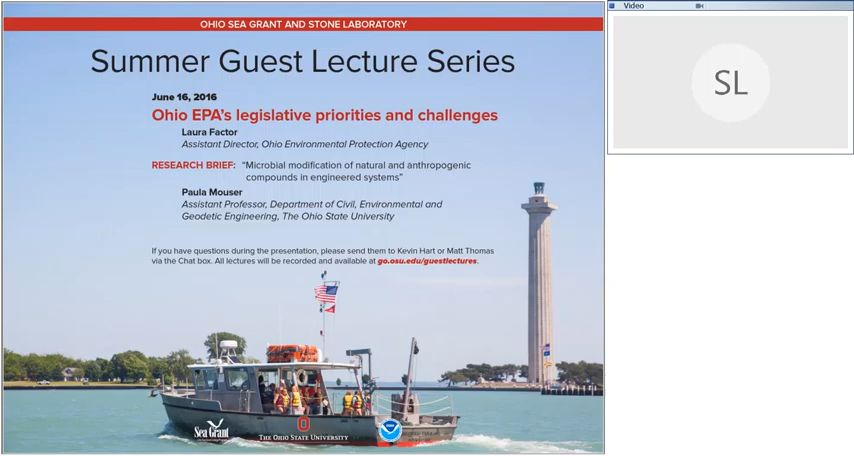 OHIO SEA GRANT AND STONE LABORATORY
Video
Summer Guest Lecture Series
SL
June 16, 2016
Ohio EPA's legislative priorities and challenges
Laura Factor
Assistant Director, Ohio Environmental Protection Agency
RESEARCH BRIEF: "Microbial modification of natural and anthropogenic
compounds in engineered systems"
Paula Mouser
Assistant Professor, Department of Civil, Environmental and
Geodetic Engineering, The Ohio State University
If you have questions during the presentation, please send them to Kevin Hart or Matt Thomas
via the Chat box. All lectures will be recorded and available at go.osu.edu/guestlectures.
Sea Grant
THE OHIO STATE UNIVERSITY